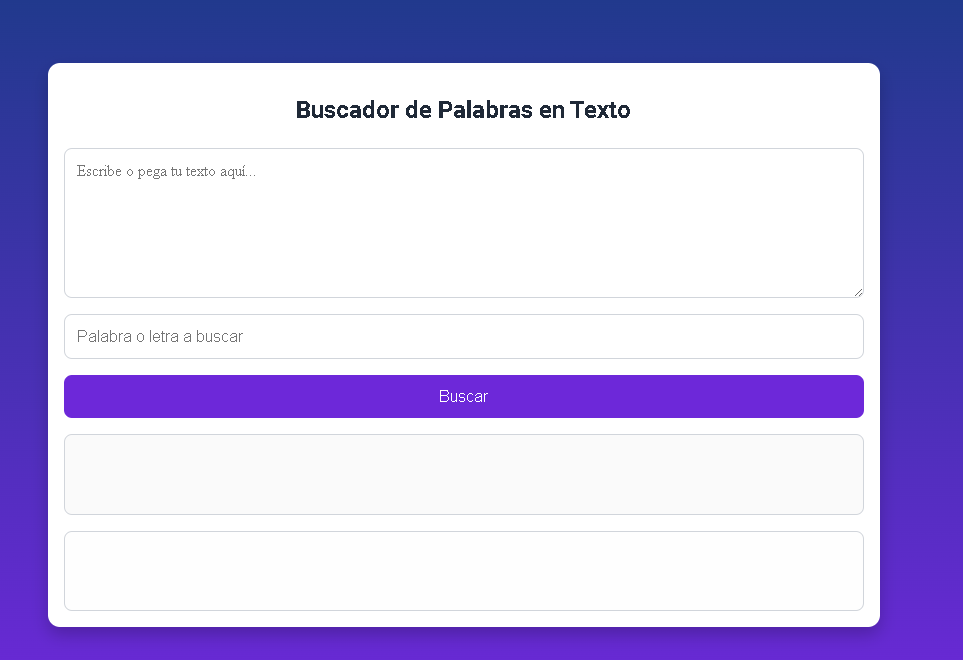 Buscador de Palabras en Texto
Escribe o pega tu texto aquí...
Palabra o letra a buscar
Buscar